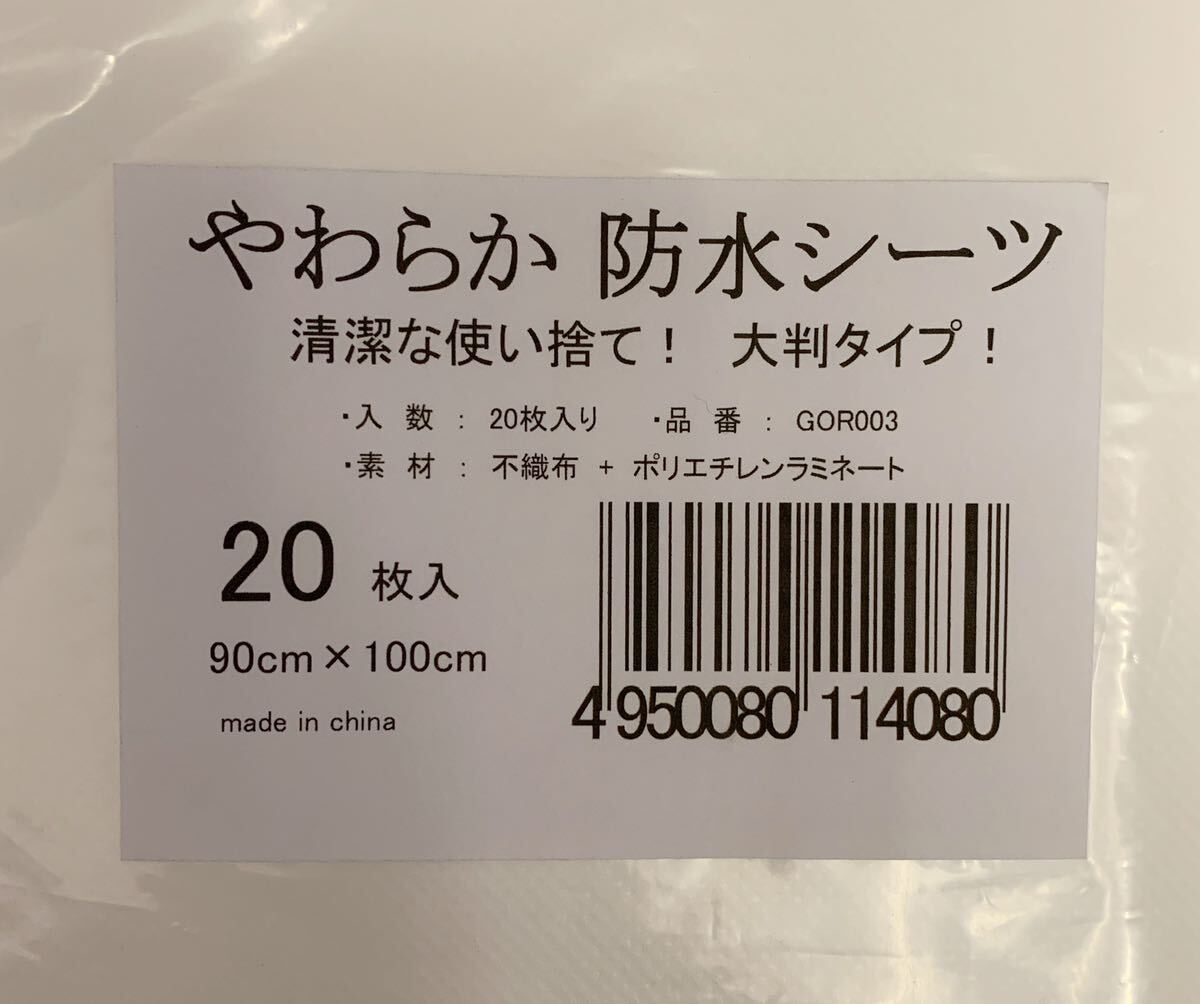 やわらか 防水シーツ
清潔な使い捨て！ 大判タイプ！
・入 数 : 20枚入り ・品 番 : GOR003
・素 材 : 不織布 + ポリエチレンラミネート
20 枚入
90cm×100cm
made in china
4 950080 114080